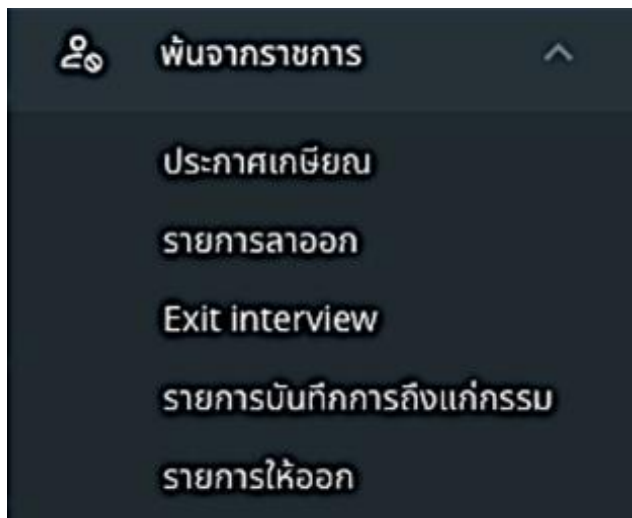 พ้นจากราชการ
ประกาศเกษียณ
รายการลาออก
Exit interview
รายการบันทึกการถึงแก่กรรม
รายการให้ออก